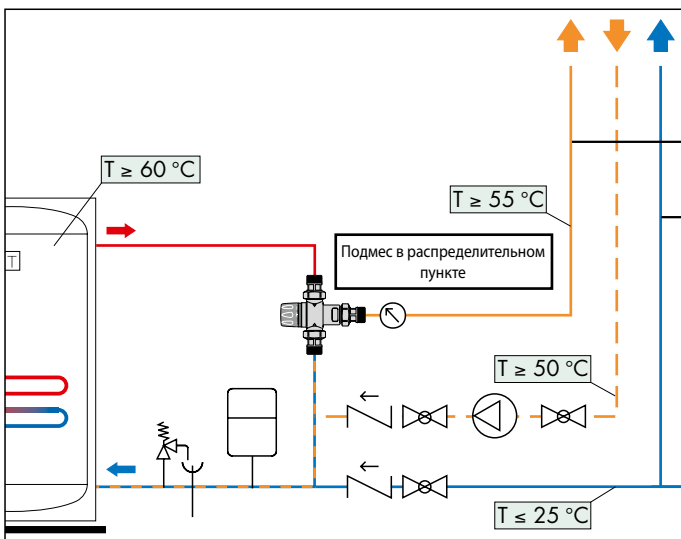 T ≥ 60 °C
T ≥ 55 °C
T
Подмес в распределительном
пункте
T ≥ 50 °C
T ≤ 25 °C